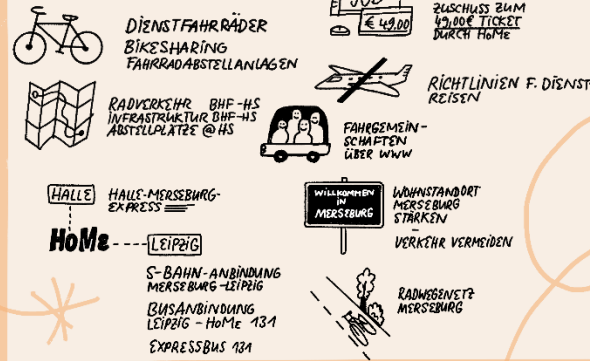 DIENSTFAHRRÄDER
BIKESHARING
FAHRRADABSTELLANLAGEN
€ 49,00
ZUSCHUSS ZUM
49,00€ TICKET
DURCH HoMe
RICHTLINIEN F. DIENST-
REISEN
RADVERKEHR BHF-HS
INFRASTRUKTUR BHF-HS
ABSTELLPLÄTZE @ HS
FAHRGEMEIN-
SCHAFTEN
ÜBER WWW
HALLE
HALLE-MERSEBURG-
EXPRESS
HoMe
LEIPZIG
S-BAHN-ANBINDUNG
MERSEBURG-LEIPZIG
BUSANBINDUNG
LEIPZIG - HoMe 131
EXPRESSBUS 131
WILLKOMMEN
IN
MERSEBURG
WOHNSTANDORT
MERSEBURG
STÄRKEN
–
VERKEHR VERMEIDEN
RADWEGENETZ
MERSEBURG